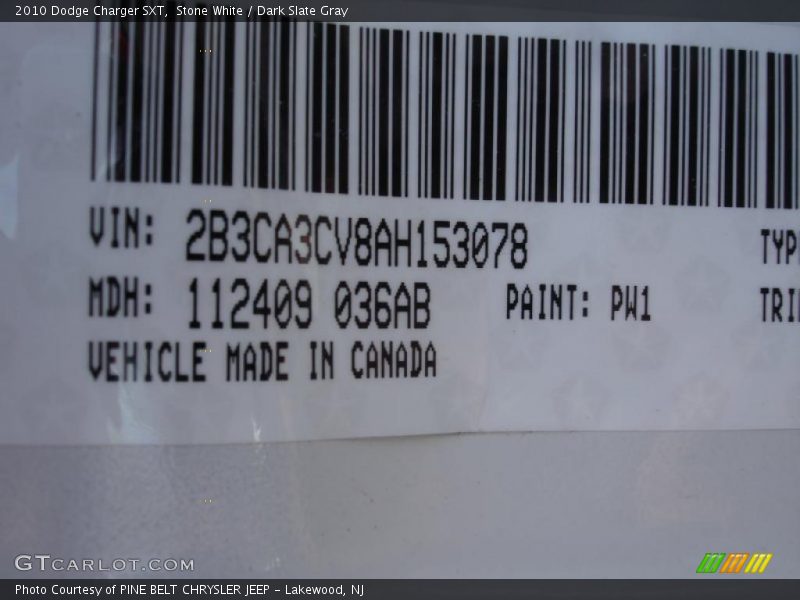 2010 Dodge Charger SXT, Stone White / Dark Slate Gray
VIN: 2B3CA3CV8AH153078
MDH: 112409 036AB PAINT: PW1
VEHICLE MADE IN CANADA
GTCARLOT.COM
Photo Courtesy of PINE BELT CHRYSLER JEEP - Lakewood, NJ